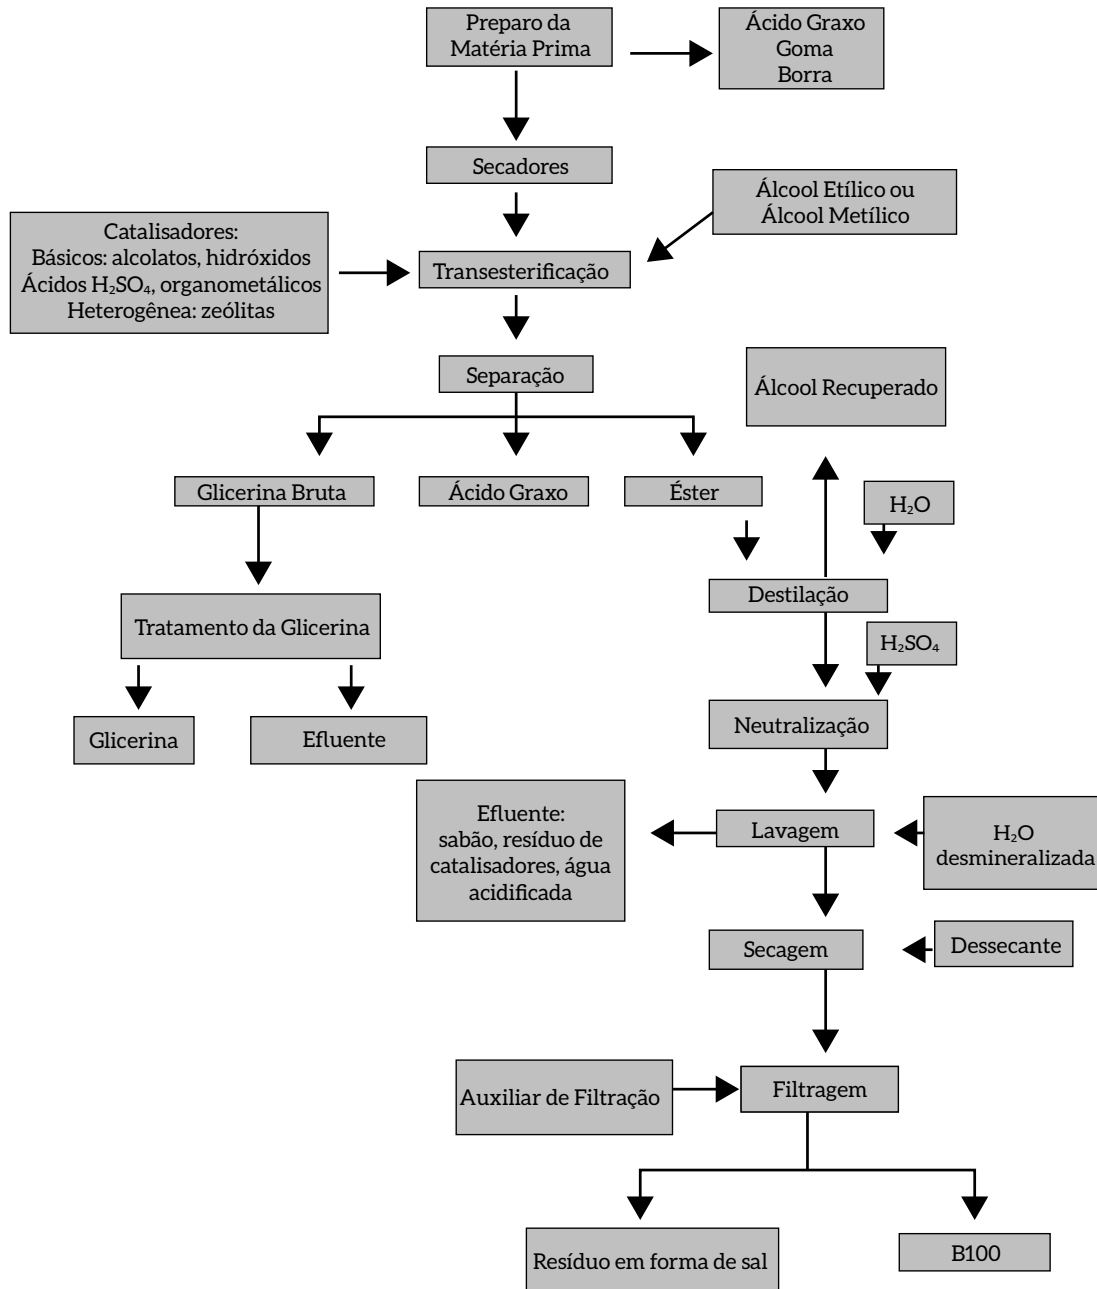 Preparo da
Matéria Prima
Ácido Graxo
Goma
Borra
Secadores
Álcool Etílico ou
Álcool Metílico
Catalisadores:
Básicos: alcolatos, hidróxidos
Ácidos H₂SO₄, organometálicos
Heterogênea: zeólitas
Transesterificação
Separação
Álcool Recuperado
Glicerina Bruta
Ácido Graxo
Éster
H₂O
Destilação
Tratamento da Glicerina
H₂SO₄
Glicerina
Efluente
Neutralização
Efluente:
sabão, resíduo de
catalisadores, água
acidificada
Lavagem
H₂O
desmineralizada
Secagem
Dessecante
Auxiliar de Filtração
Filtragem
Resíduo em forma de sal
B100